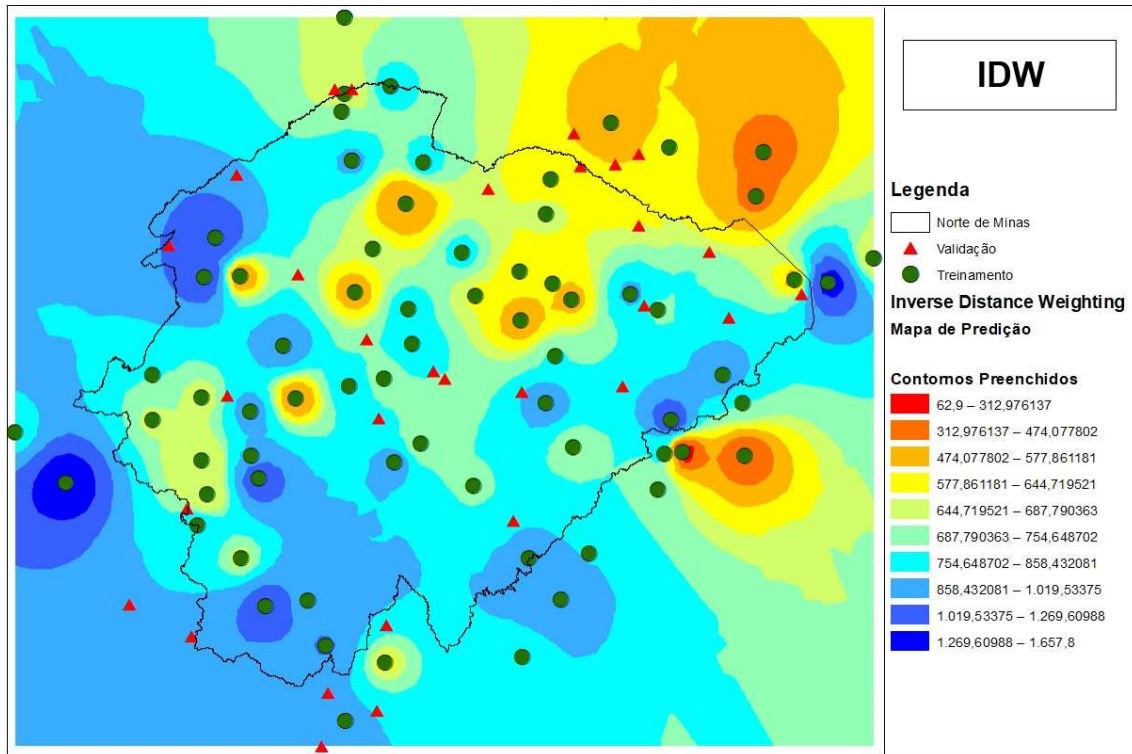 IDW
Legenda
Norte de Minas
Validação
Treinamento
Inverse Distance Weighting
Mapa de Predição
Contornos Preenchidos
62,9 – 312,976137
312,976137 – 474,077802
474,077802 – 577,861181
577,861181 – 644,719521
644,719521 – 687,790363
687,790363 – 754,648702
754,648702 – 858,432081
858,432081 – 1.019,53375
1.019,53375 – 1.269,60988
1.269,60988 – 1.657,8